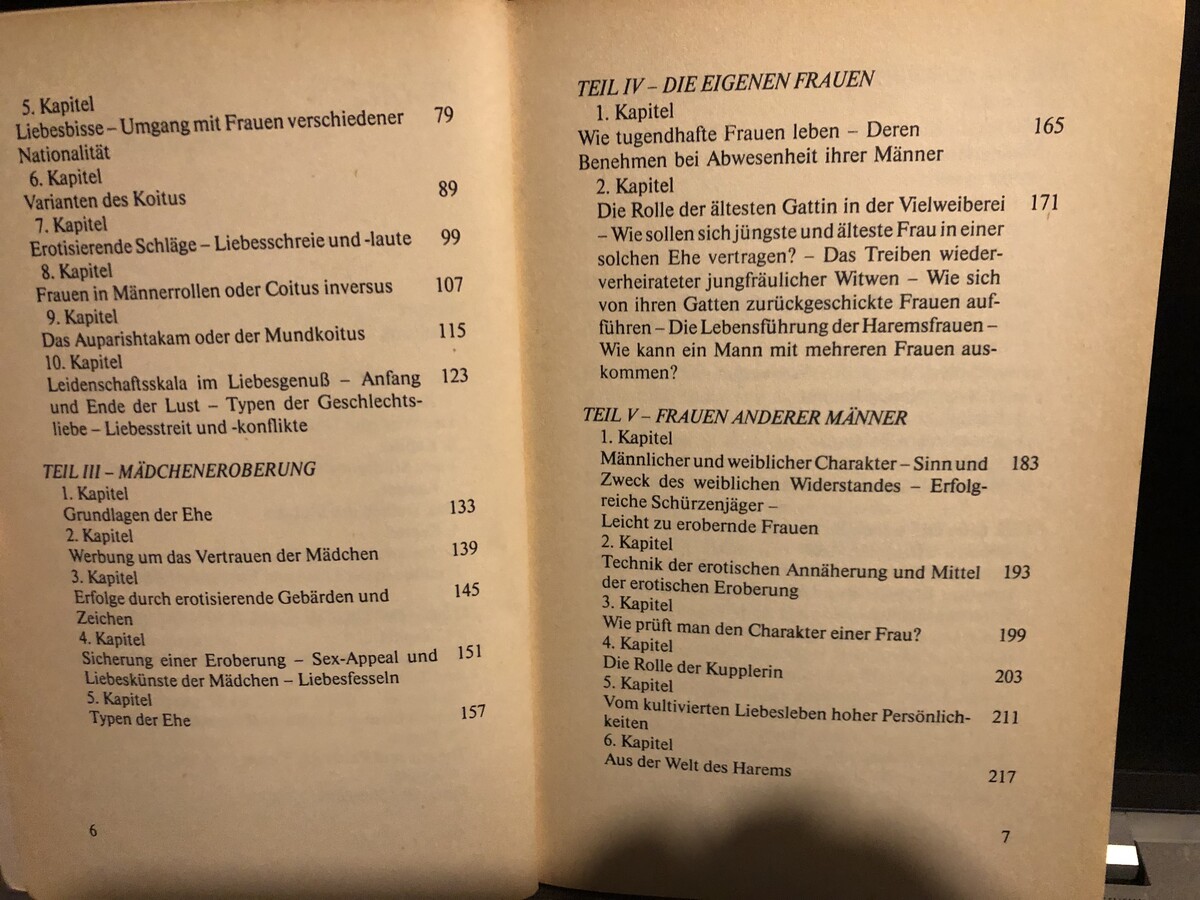 5. Kapitel
Liebesbisse – Umgang mit Frauen verschiedener 79
Nationalität
6. Kapitel
Varianten des Koitus 89
7. Kapitel
Erotisierende Schläge – Liebesschreie und -laute 99
8. Kapitel
Frauen in Männerrollen oder Coitus inversus 107
9. Kapitel
Das Auparishtakam oder der Mundkoitus 115
10. Kapitel
Leidenschaftsskala im Liebesgenuß – Anfang 123
und Ende der Lust – Typen der Geschlechts-
liebe – Liebesstreit und -konflikte
TEIL III – MÄDCHENEROBERUNG
1. Kapitel
Grundlagen der Ehe 133
2. Kapitel
Werbung um das Vertrauen der Mädchen 139
3. Kapitel
Erfolge durch erotisierende Gebärden und 145
Zeichen
4. Kapitel
Sicherung einer Eroberung – Sex-Appeal und 151
Liebeskünste der Mädchen – Liebesfesseln
5. Kapitel
Typen der Ehe 157
6
TEIL IV – DIE EIGENEN FRAUEN
1. Kapitel
Wie tugendhafte Frauen leben – Deren 165
Benehmen bei Abwesenheit ihrer Männer
2. Kapitel
Die Rolle der ältesten Gattin in der Vielweiberei 171
– Wie sollen sich jüngste und älteste Frau in einer
solchen Ehe vertragen? – Das Treiben wieder-
verheirateter jungfräulicher Witwen – Wie sich
von ihren Gatten zurückgeschickte Frauen auf-
führen – Die Lebensführung der Haremsfrauen –
Wie kann ein Mann mit mehreren Frauen aus-
kommen?
TEIL V – FRAUEN ANDERER MÄNNER
1. Kapitel
Männlicher und weiblicher Charakter – Sinn und 183
Zweck des weiblichen Widerstandes – Erfolg-
reiche Schürzenjäger –
Leicht zu erobernde Frauen
2. Kapitel
Technik der erotischen Annäherung und Mittel 193
der erotischen Eroberung
3. Kapitel
Wie prüft man den Charakter einer Frau? 199
4. Kapitel
Die Rolle der Kupplerin 203
5. Kapitel
Vom kultivierten Liebesleben hoher Persönlich- 211
keiten
6. Kapitel
Aus der Welt des Harems 217
7